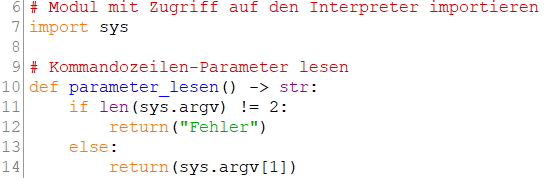 6 # Modul mit Zugriff auf den Interpreter importieren
7 import sys
8
9 # Kommandozeilen-Parameter lesen
10 def parameter_lesen() -> str:
11     if len(sys.argv) != 2:
12         return("Fehler")
13     else:
14         return(sys.argv[1])